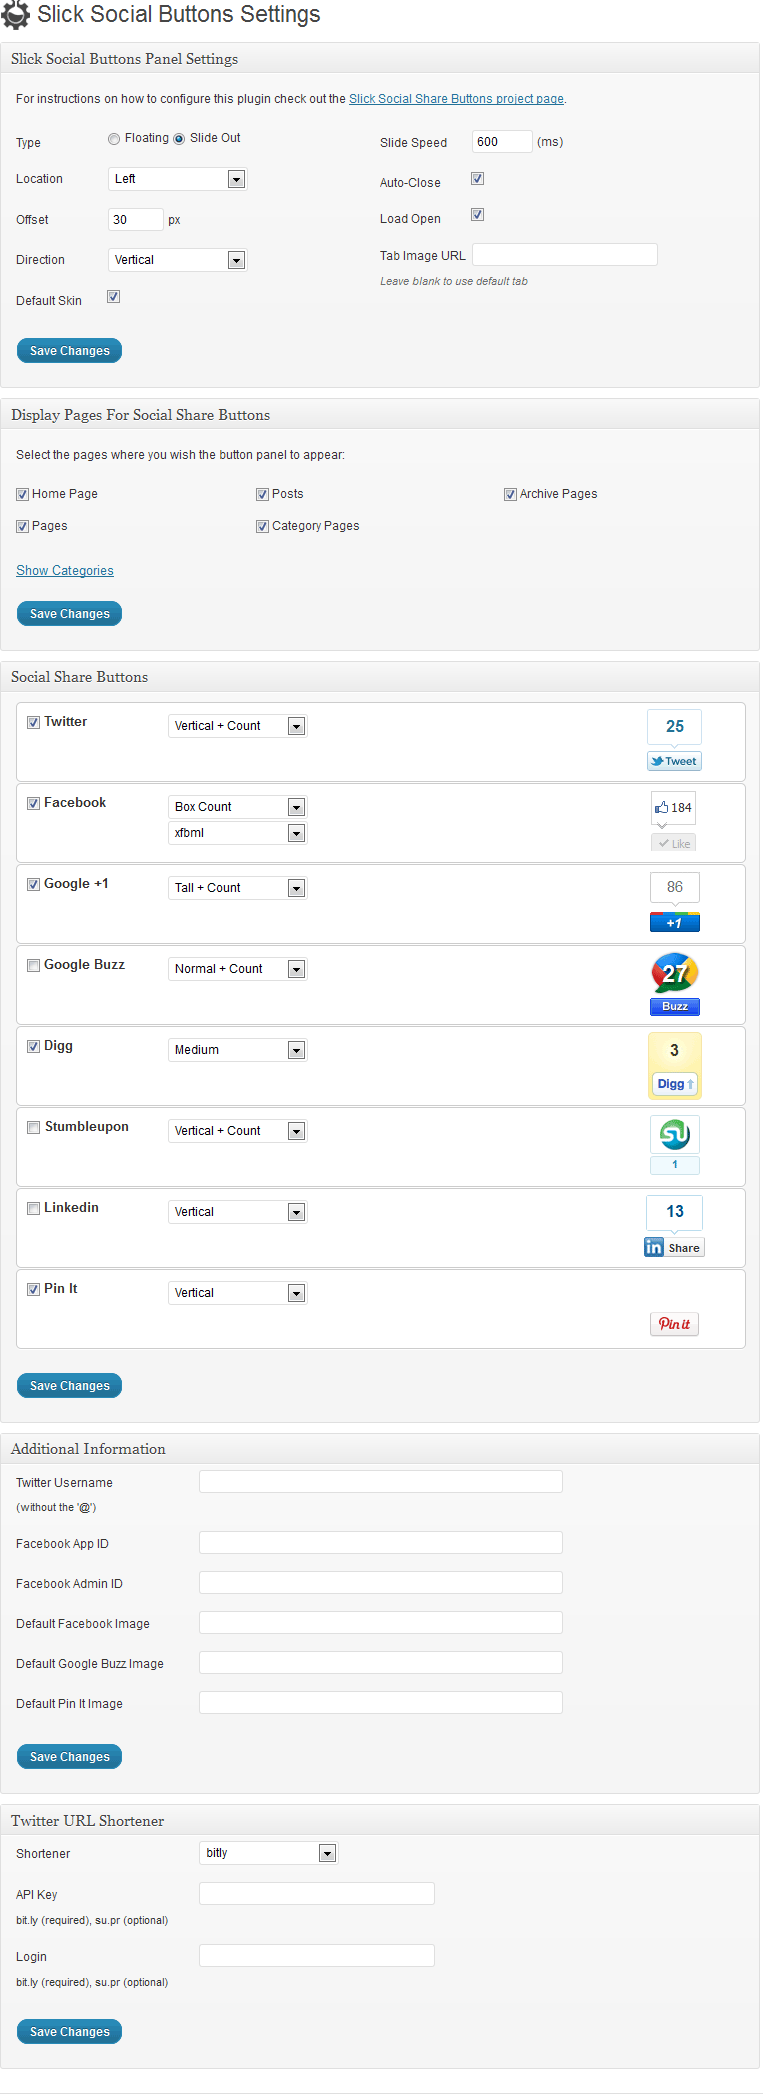 Slick Social Buttons Settings
Slick Social Buttons Panel Settings
For instructions on how to configure this plugin check out the Slick Social Share Buttons project page.
Type Floating Slide Out
Location Left
Offset 30 px
Direction Vertical
Default Skin
Slide Speed 600 (ms)
Auto-Close
Load Open
Tab Image URL
Leave blank to use default tab
Save Changes
Display Pages For Social Share Buttons
Select the pages where you wish the button panel to appear:
Home Page Posts Archive Pages
Pages Category Pages
Show Categories
Save Changes
Social Share Buttons
Twitter Vertical + Count 25
Tweet
Facebook Box Count 184
xfbml Like
Google +1 Tall + Count 86
+1
Google Buzz Normal + Count 27
Buzz
Digg Medium 3
Digg
Stumbleupon Vertical + Count SU
1
Linkedin Vertical 13
in Share
Pin It Vertical
Pin it
Save Changes
Additional Information
Twitter Username
(without the '@')
Facebook App ID
Facebook Admin ID
Default Facebook Image
Default Google Buzz Image
Default Pin It Image
Save Changes
Twitter URL Shortener
Shortener bitly
API Key
bit.ly (required), su.pr (optional)
Login
bit.ly (required), su.pr (optional)
Save Changes